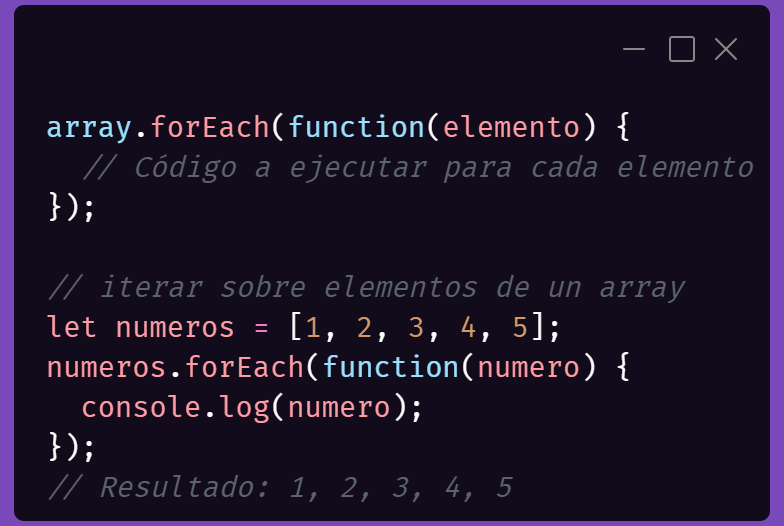 array.forEach(function(elemento) {
  // Código a ejecutar para cada elemento
});
// iterar sobre elementos de un array
let numeros = [1, 2, 3, 4, 5];
numeros.forEach(function(numero) {
  console.log(numero);
});
// Resultado: 1, 2, 3, 4, 5